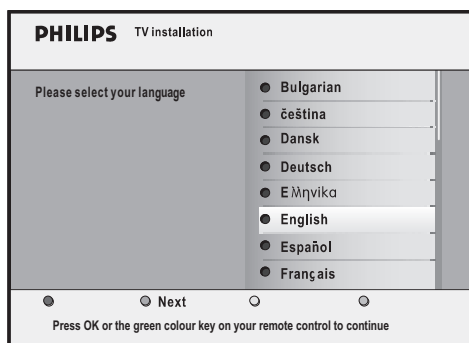 PHILIPS TV installation
Please select your language
Bulgarian
čeština
Dansk
Deutsch
Eλληνικα
English
Español
Français
Next
Press OK or the green colour key on your remote control to continue